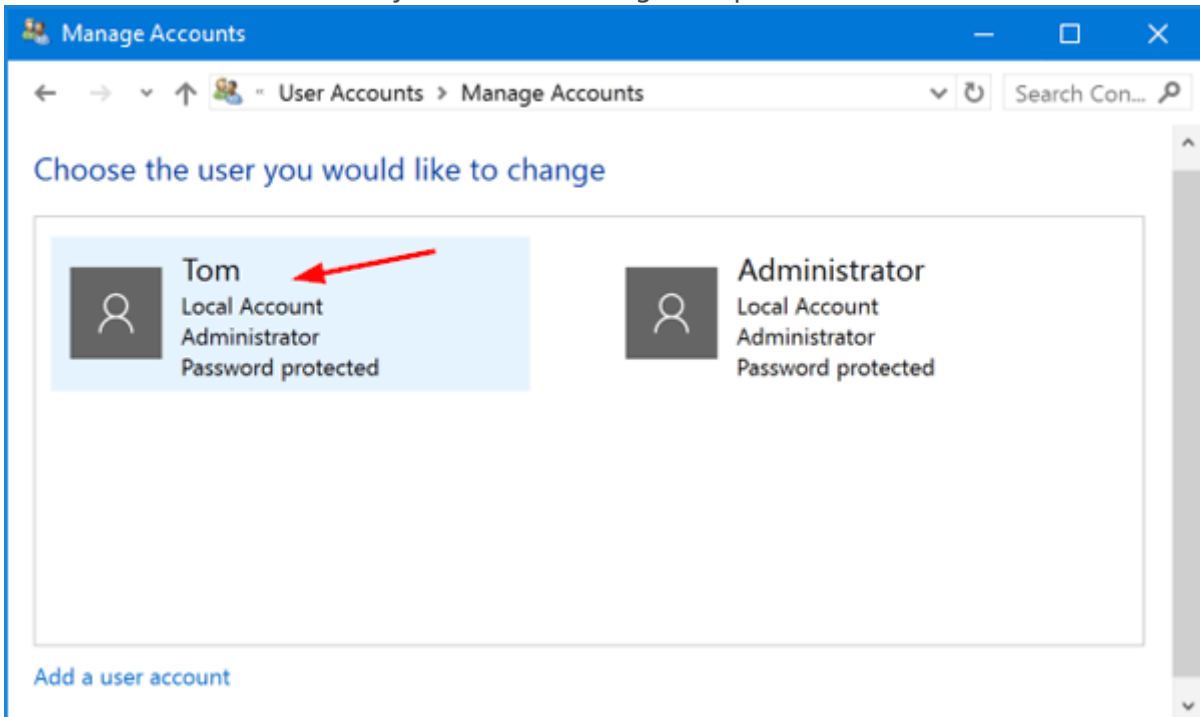 Manage Accounts
« User Accounts > Manage Accounts
Search Con...
Choose the user you would like to change
Tom
Local Account
Administrator
Password protected
Administrator
Local Account
Administrator
Password protected
Add a user account